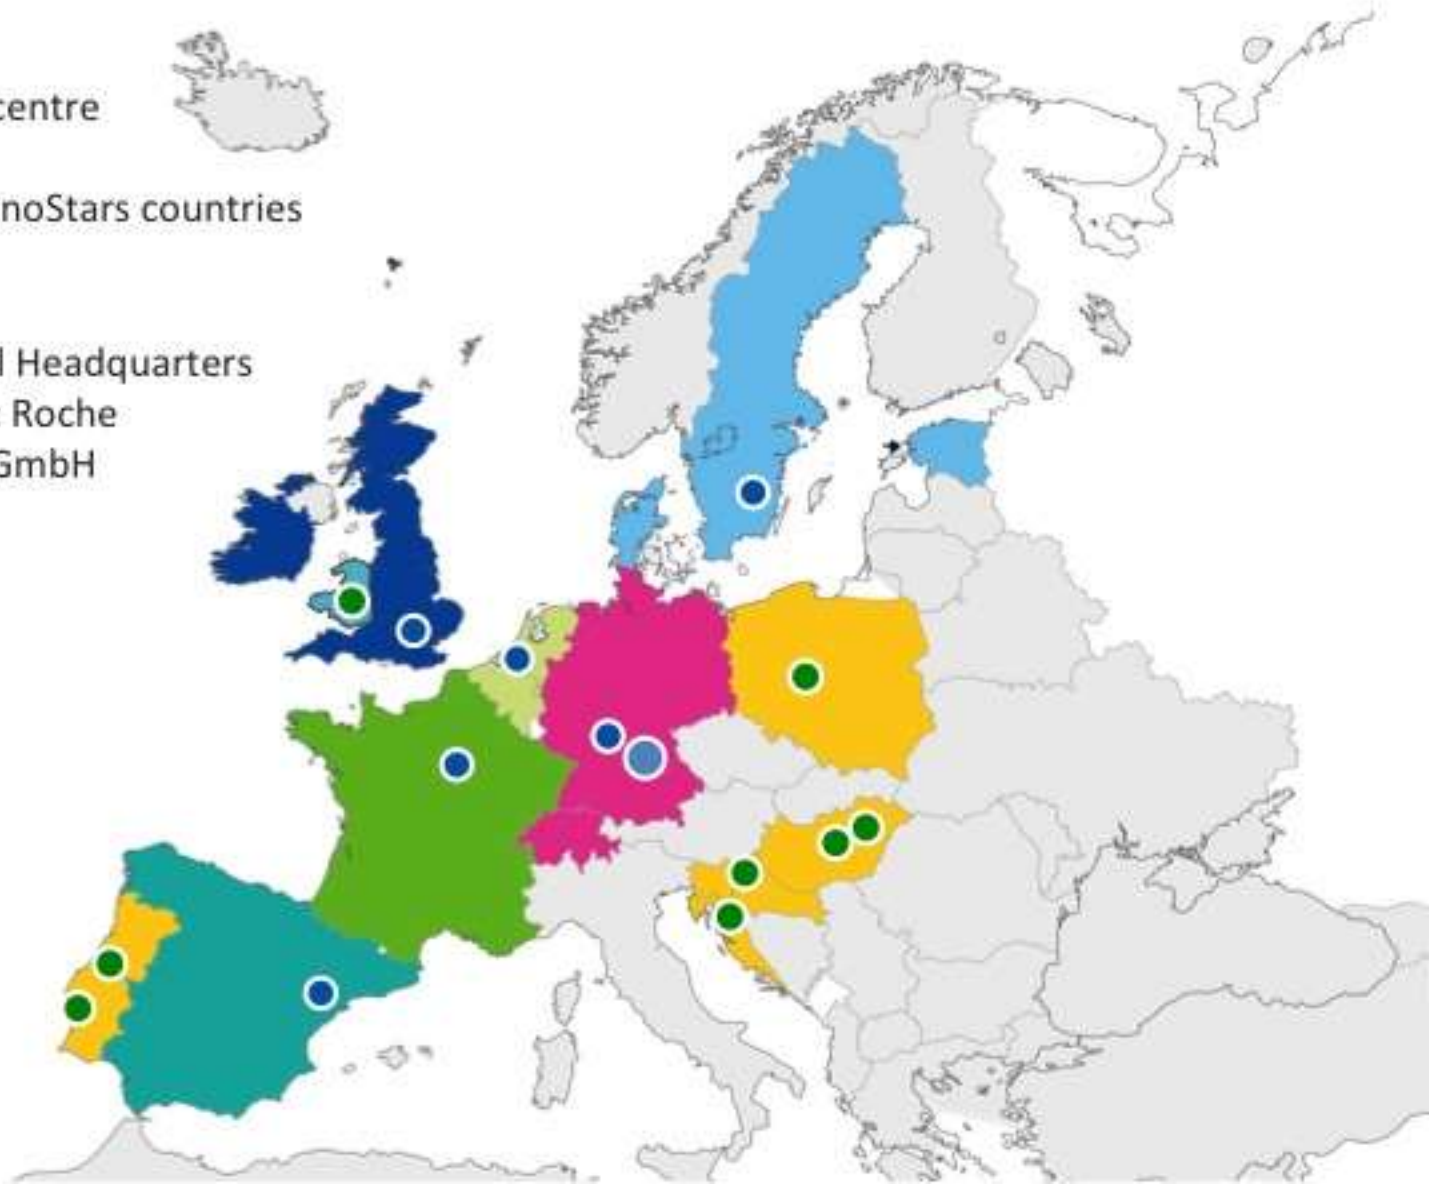 centre
noStars countries
Headquarters
Roche
GmbH